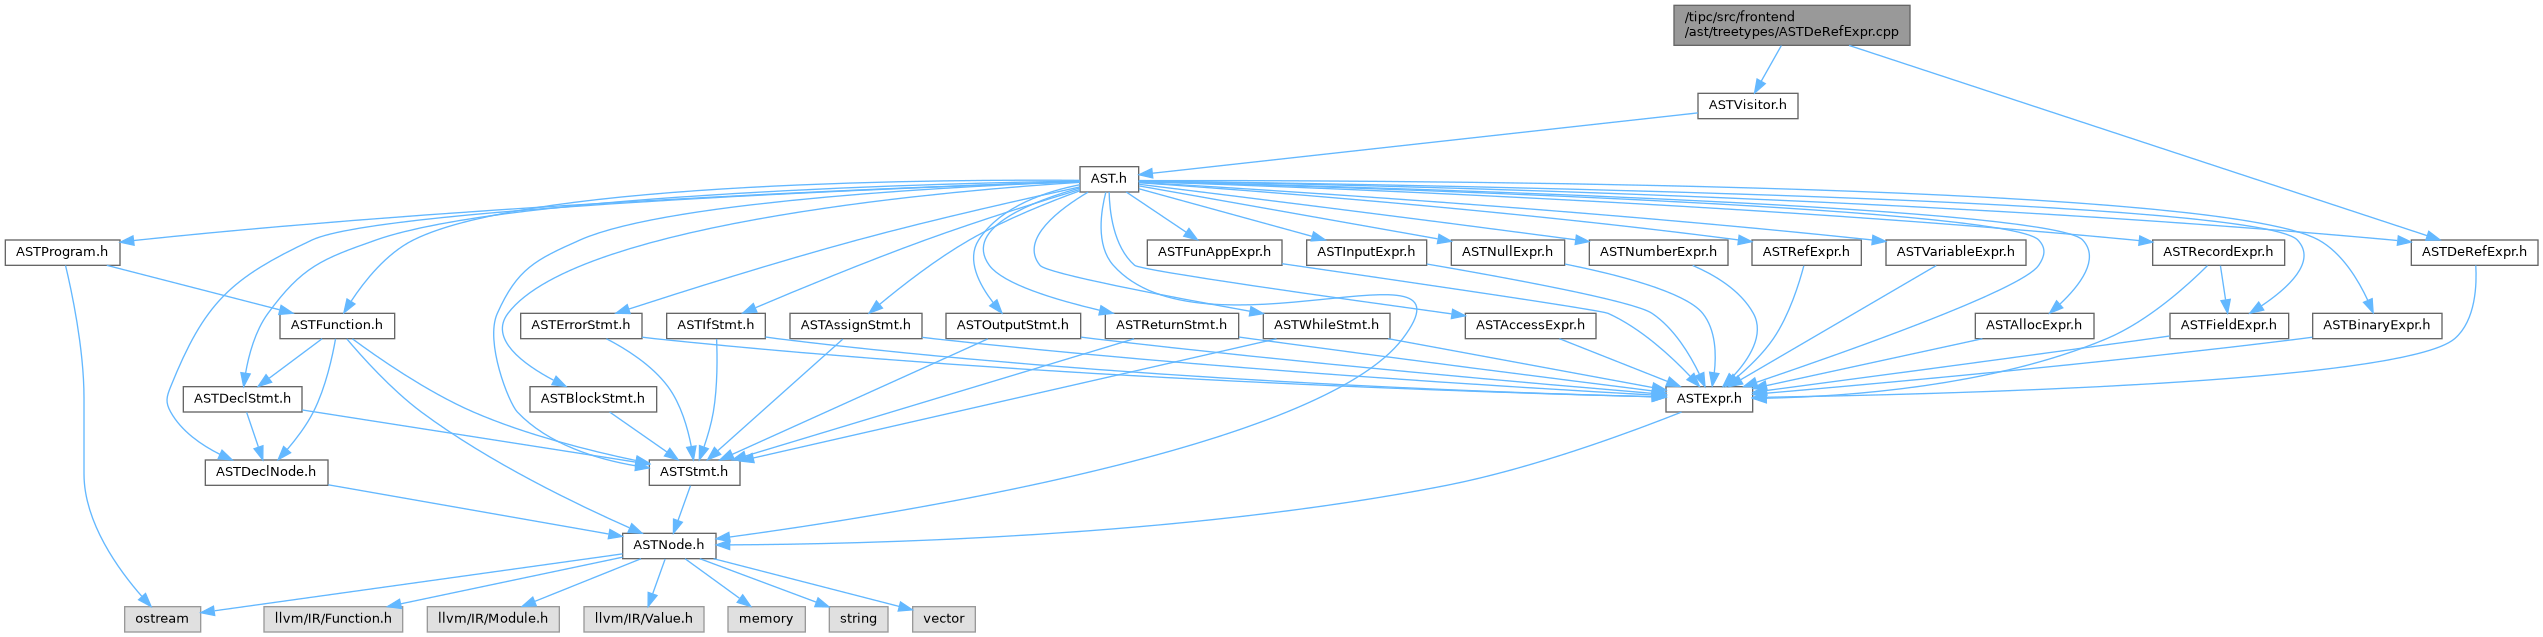 /tipc/src/frontend
/ast/treetypes/ASTDeRefExpr.cpp
ASTVisitor.h
AST.h
ASTProgram.h
ASTFunAppExpr.h
ASTInputExpr.h
ASTNullExpr.h
ASTNumberExpr.h
ASTRefExpr.h
ASTVariableExpr.h
ASTRecordExpr.h
ASTDeRefExpr.h
ASTFunction.h
ASTErrorStmt.h
ASTIfStmt.h
ASTAssignStmt.h
ASTOutputStmt.h
ASTReturnStmt.h
ASTWhileStmt.h
ASTAccessExpr.h
ASTAllocExpr.h
ASTFieldExpr.h
ASTBinaryExpr.h
ASTDeclStmt.h
ASTBlockStmt.h
ASTExpr.h
ASTDeclNode.h
ASTStmt.h
ASTNode.h
ostream
llvm/IR/Function.h
llvm/IR/Module.h
llvm/IR/Value.h
memory
string
vector